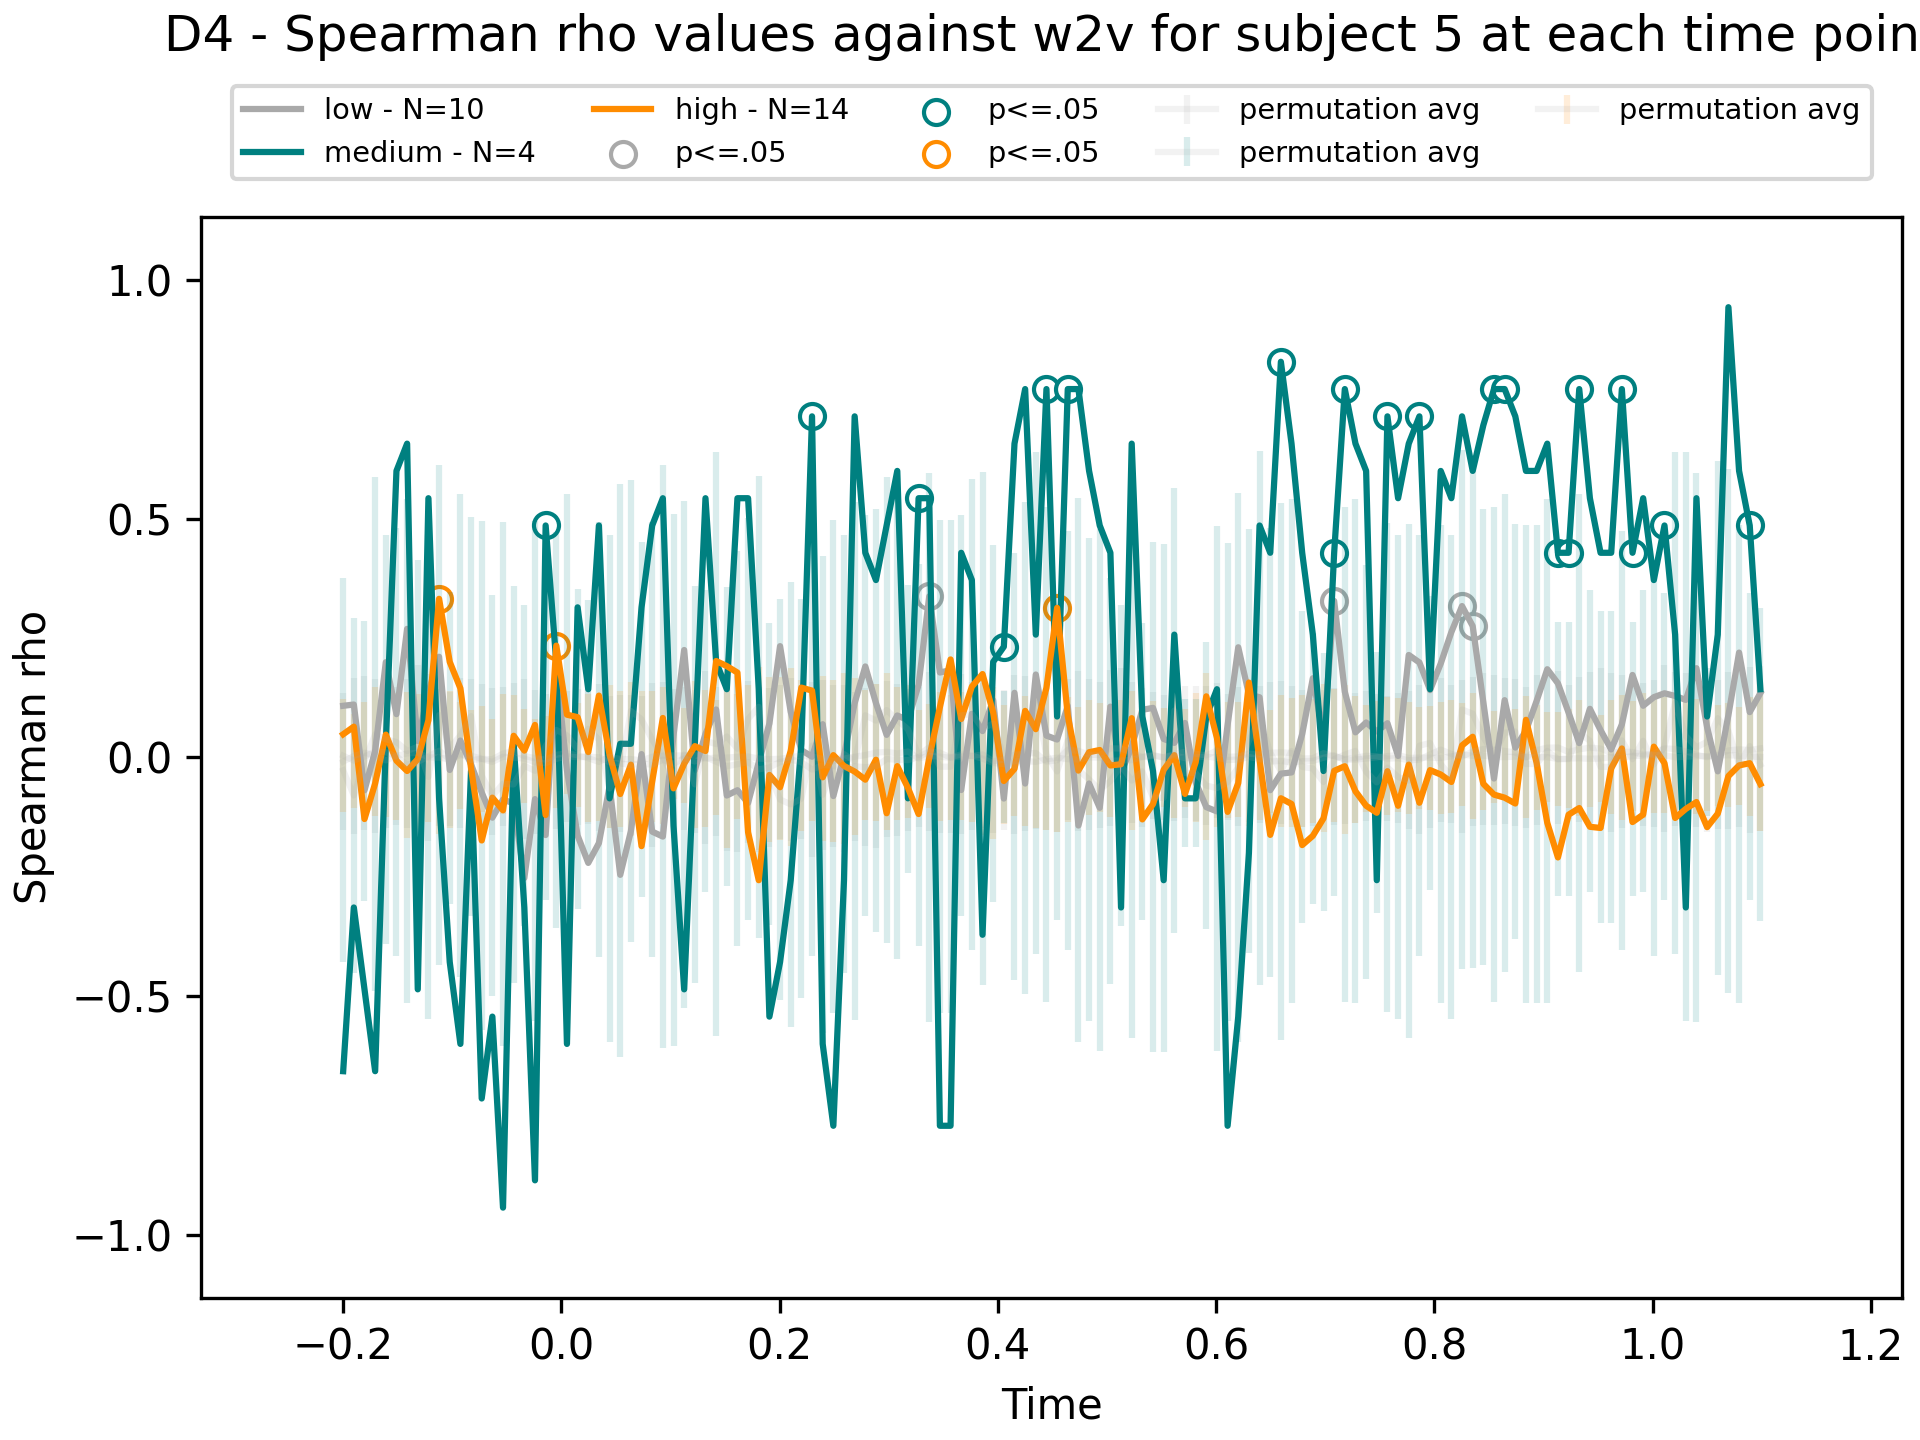 D4 - Spearman rho values against w2v for subject 5 at each time poin
low - N=10 high - N=14 p<=.05 permutation avg permutation avg
medium - N=4 p<=.05 p<=.05 permutation avg
1.0
0.5
0.0
−0.5
−1.0
Spearman rho
−0.2 0.0 0.2 0.4 0.6 0.8 1.0 1.2
Time